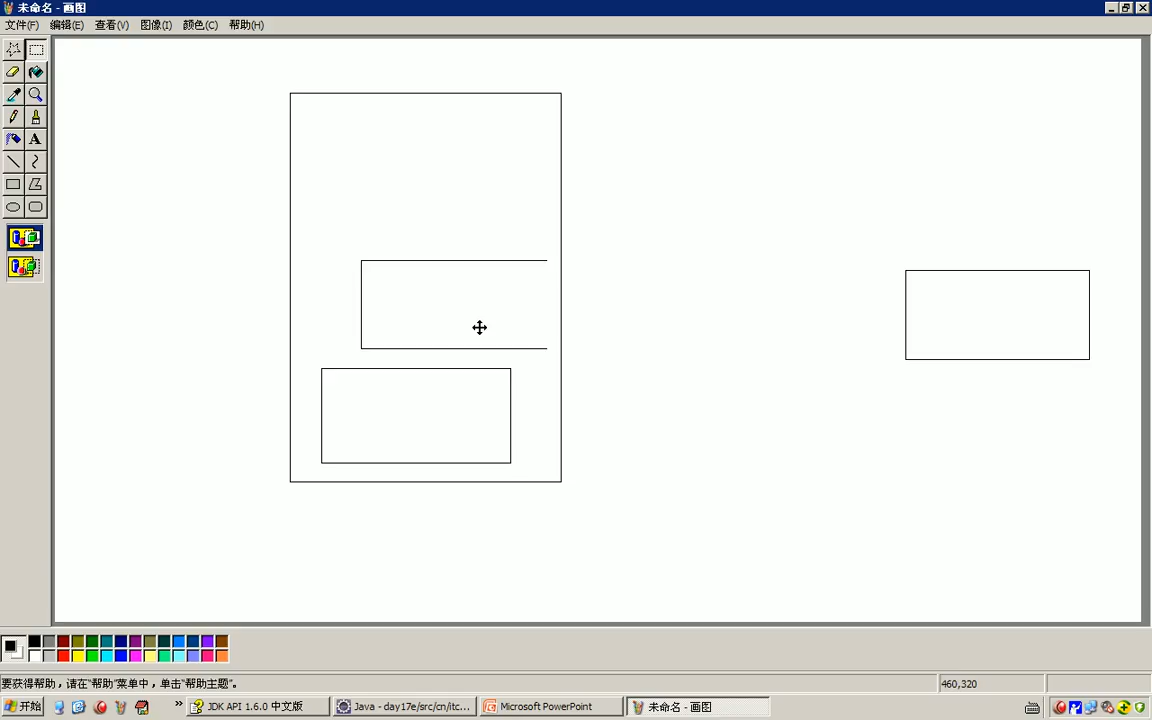 未命名 - 画图
文件(F) 编辑(E) 查看(V) 图像(I) 颜色(C) 帮助(H)
A
要获得帮助，请在“帮助”菜单中，单击“帮助主题”。 460,320
开始 » JDK API 1.6.0 中文版 Java - day17e/src/cn/itc... Microsoft PowerPoint 未命名 - 画图